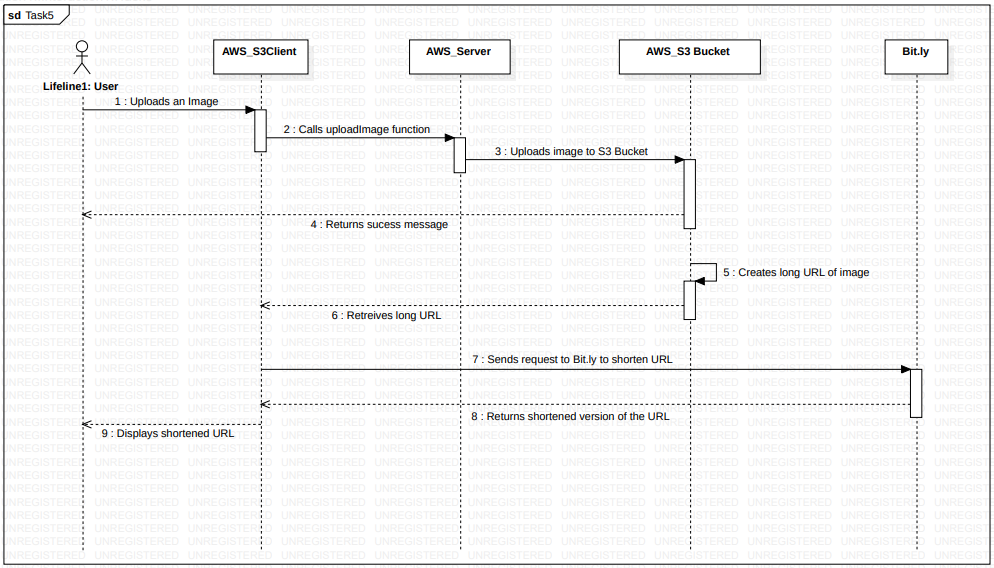 sd Task5
AWS_S3Client
AWS_Server
AWS_S3 Bucket
Bit.ly
Lifeline1: User
1 : Uploads an Image
2 : Calls uploadImage function
3 : Uploads image to S3 Bucket
4 : Returns sucess message
5 : Creates long URL of image
6 : Retreives long URL
7 : Sends request to Bit.ly to shorten URL
8 : Returns shortened version of the URL
9 : Displays shortened URL
UNREGISTERED